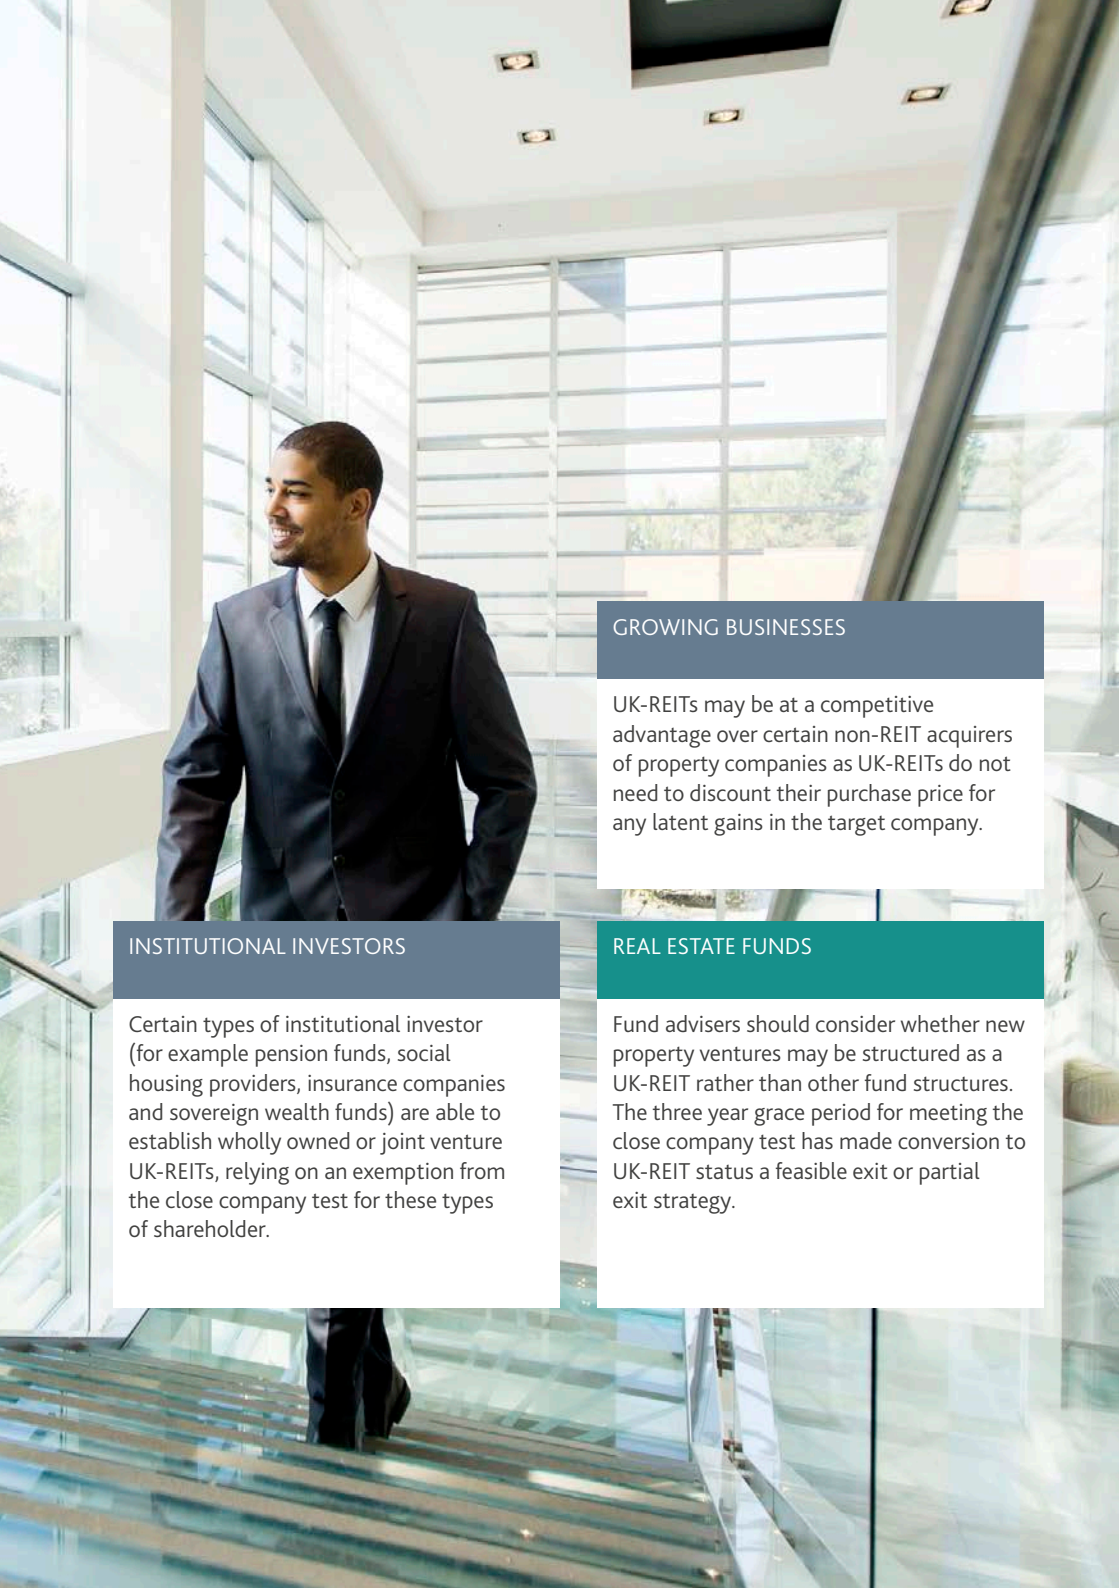 GROWING BUSINESSES
UK-REITs may be at a competitive
advantage over certain non-REIT acquirers
of property companies as UK-REITs do not
need to discount their purchase price for
any latent gains in the target company.
INSTITUTIONAL INVESTORS
Certain types of institutional investor
(for example pension funds, social
housing providers, insurance companies
and sovereign wealth funds) are able to
establish wholly owned or joint venture
UK-REITs, relying on an exemption from
the close company test for these types
of shareholder.
REAL ESTATE FUNDS
Fund advisers should consider whether new
property ventures may be structured as a
UK-REIT rather than other fund structures.
The three year grace period for meeting the
close company test has made conversion to
UK-REIT status a feasible exit or partial
exit strategy.